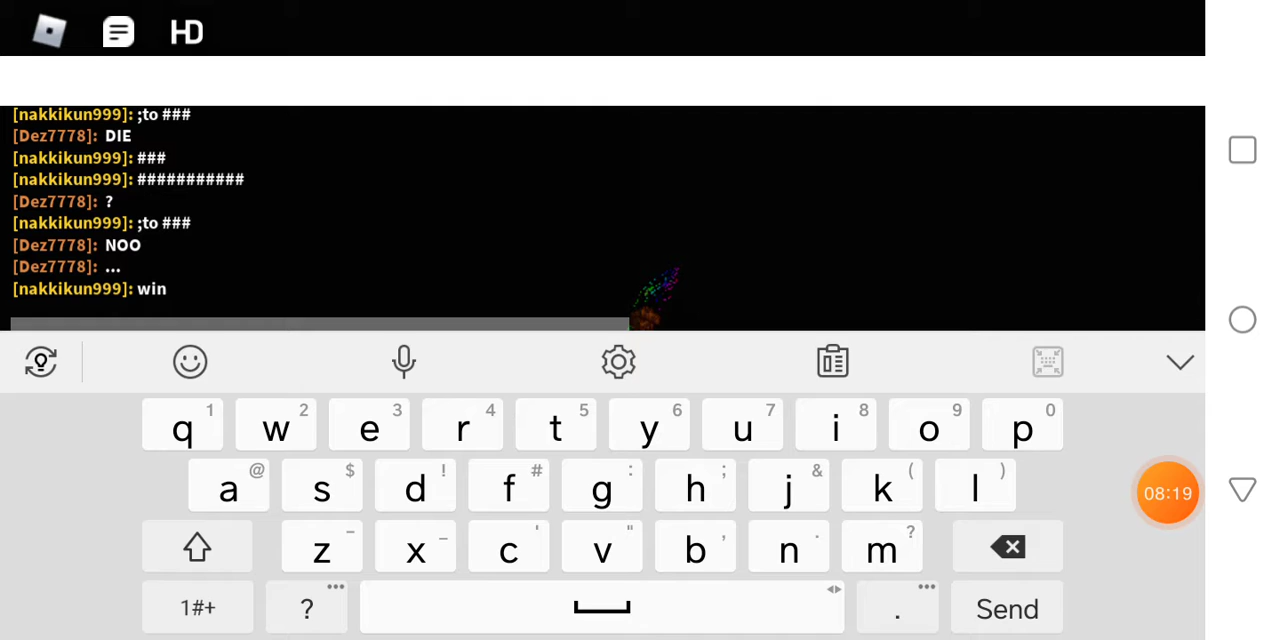 HD
[nakkikun999]: ;to ###
[Dez7778]: DIE
[nakkikun999]: ###
[nakkikun999]: ###########
[Dez7778]: ?
[nakkikun999]: ;to ###
[Dez7778]: NOO
[Dez7778]: ...
[nakkikun999]: win
q 1 w 2 e 3 r 4 t 5 y 6 u 7 i 8 o 9 p 0
a @ s $ d ! f # g : h ; j & k ( l )
08:19
z - x _ c ' v " b , n . m ?
1#+ ? ... . ... Send